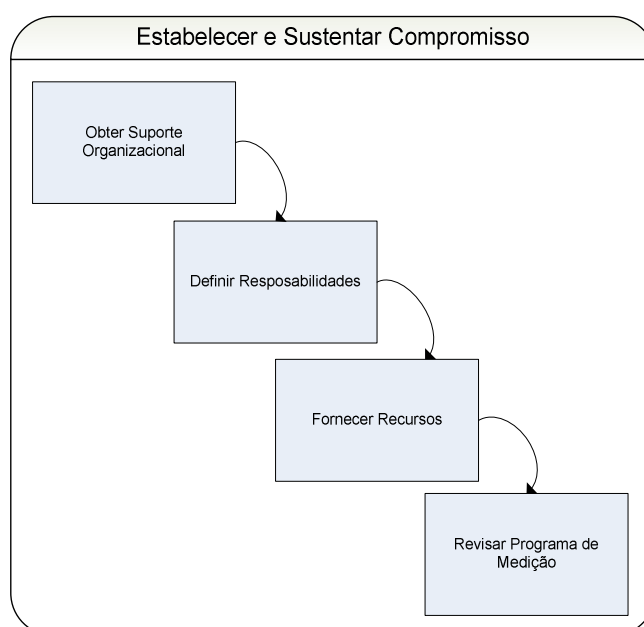 Estabelecer e Sustentar Compromisso
Obter Suporte
Organizacional
Definir Resposabilidades
Fornecer Recursos
Revisar Programa de
Medição